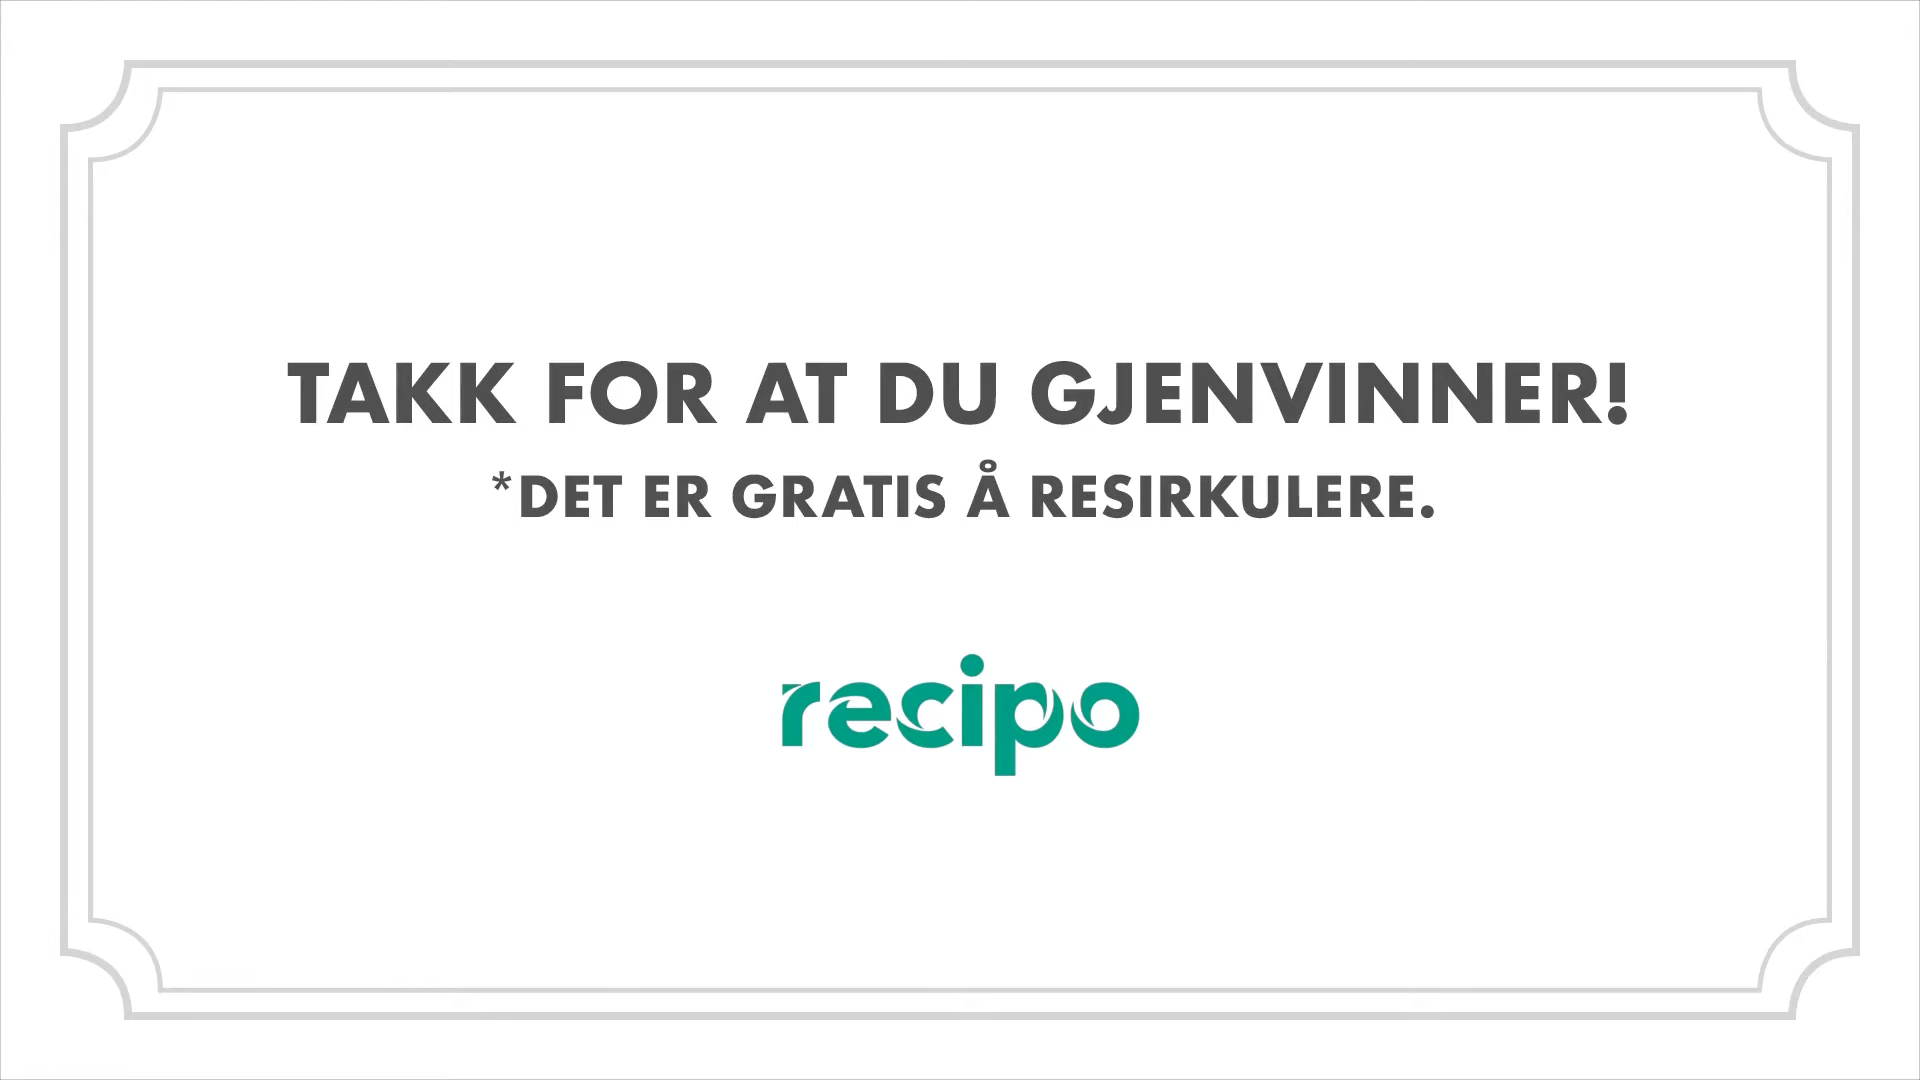 TAKK FOR AT DU GJENVINNER!
*DET ER GRATIS Å RESIRKULERE.
recipo